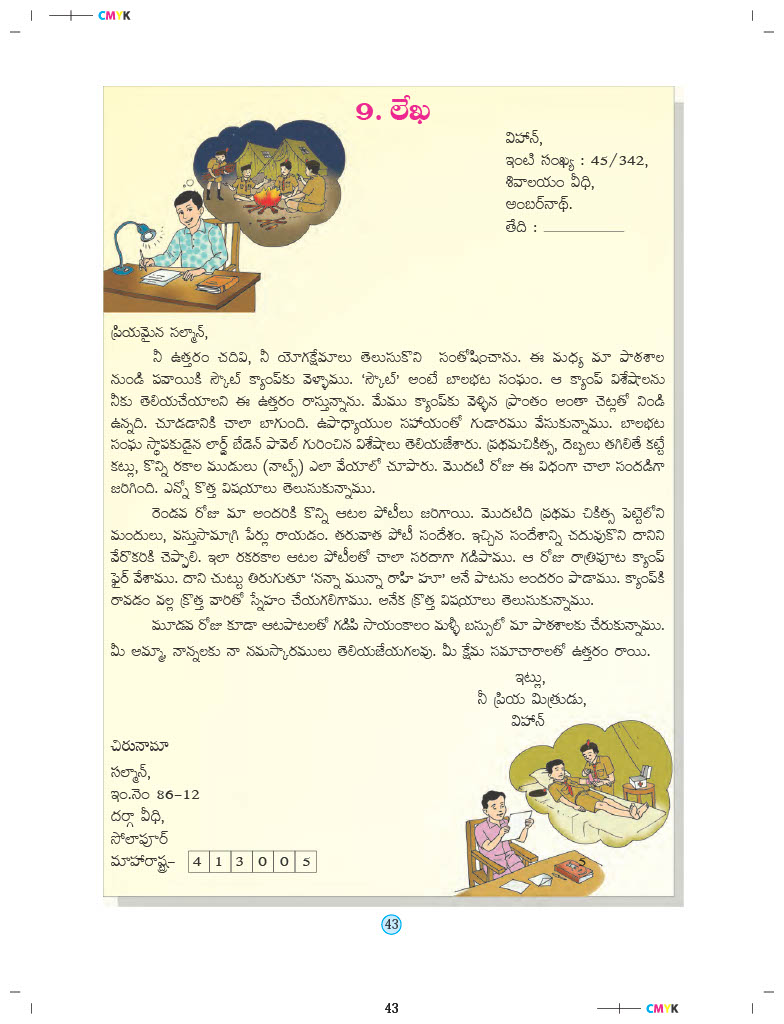 CMYK
9. లేఖ
విహాన్,
ఇంటి సంఖ్య : 45/342,
శివాలయం వీధి,
అంబర్‌నాథ్.
తేది : ____________
ప్రియమైన సల్మాన్,
నీ ఉత్తరం చదివి, నీ యోగక్షేమాలు తెలుసుకొని సంతోషించాను. ఈ మధ్య మా పాఠశాల
నుండి పవాయికి స్కౌట్ క్యాంప్‌కు వెళ్ళాము. ‘స్కౌట్’ అంటే బాలభట సంఘం. ఆ క్యాంప్ విశేషాలను
నీకు తెలియచేయాలని ఈ ఉత్తరం రాస్తున్నాను. మేము క్యాంప్‌కు వెళ్ళిన ప్రాంతం అంతా చెట్లతో నిండి
ఉన్నది. చూడడానికి చాలా బాగుంది. ఉపాధ్యాయుల సహాయంతో గుడారము వేసుకున్నాము. బాలభట
సంఘ స్థాపకుడైన లార్డ్ బేడెన్ పావెల్ గురించిన విశేషాలు తెలియజేశారు. ప్రథమచికిత్స, దెబ్బలు తగిలితే కట్టే
కట్లు, కొన్ని రకాల ముడులు (నాట్స్) ఎలా వేయాలో చూపారు. మొదటి రోజు ఈ విధంగా చాలా సందడిగా
జరిగింది. ఎన్నో కొత్త విషయాలు తెలుసుకున్నాము.
రెండవ రోజు మా అందరికి కొన్ని ఆటల పోటీలు జరిగాయి. మొదటిది ప్రథమ చికిత్స పెట్టెలోని
మందులు, వస్తుసామాగ్రి పేర్లు రాయడం. తరువాత పోటీ సందేశం. ఇచ్చిన సందేశాన్ని చదువుకొని దానిని
వేరొకరికి చెప్పాలి. ఇలా రకరకాల ఆటల పోటీలతో చాలా సరదాగా గడిపాము. ఆ రోజు రాత్రిపూట క్యాంప్
ఫైర్ వేశాము. దాని చుట్టు తిరుగుతూ ‘నన్నా మున్నా రాహి హూ’ అనే పాటను అందరం పాడాము. క్యాంప్‌కి
రావడం వల్ల క్రొత్త వారితో స్నేహం చేయగలిగాము. అనేక క్రొత్త విషయాలు తెలుసుకున్నాము.
మూడవ రోజు కూడా ఆటపాటలతో గడిపి సాయంకాలం మళ్ళీ బస్సులో మా పాఠశాలకు చేరుకున్నాము.
మీ అమ్మా, నాన్నలకు నా నమస్కారములు తెలియజేయగలవు. మీ క్షేమ సమాచారాలతో ఉత్తరం రాయి.
ఇట్లు,
నీ ప్రియ మిత్రుడు,
విహాన్
చిరునామా
సల్మాన్,
ఇం.నెం 86–12
దర్గా వీధి,
సోలాపూర్
మాహారాష్ట్ర– 4 1 3 0 0 5
5
43
43
CMYK